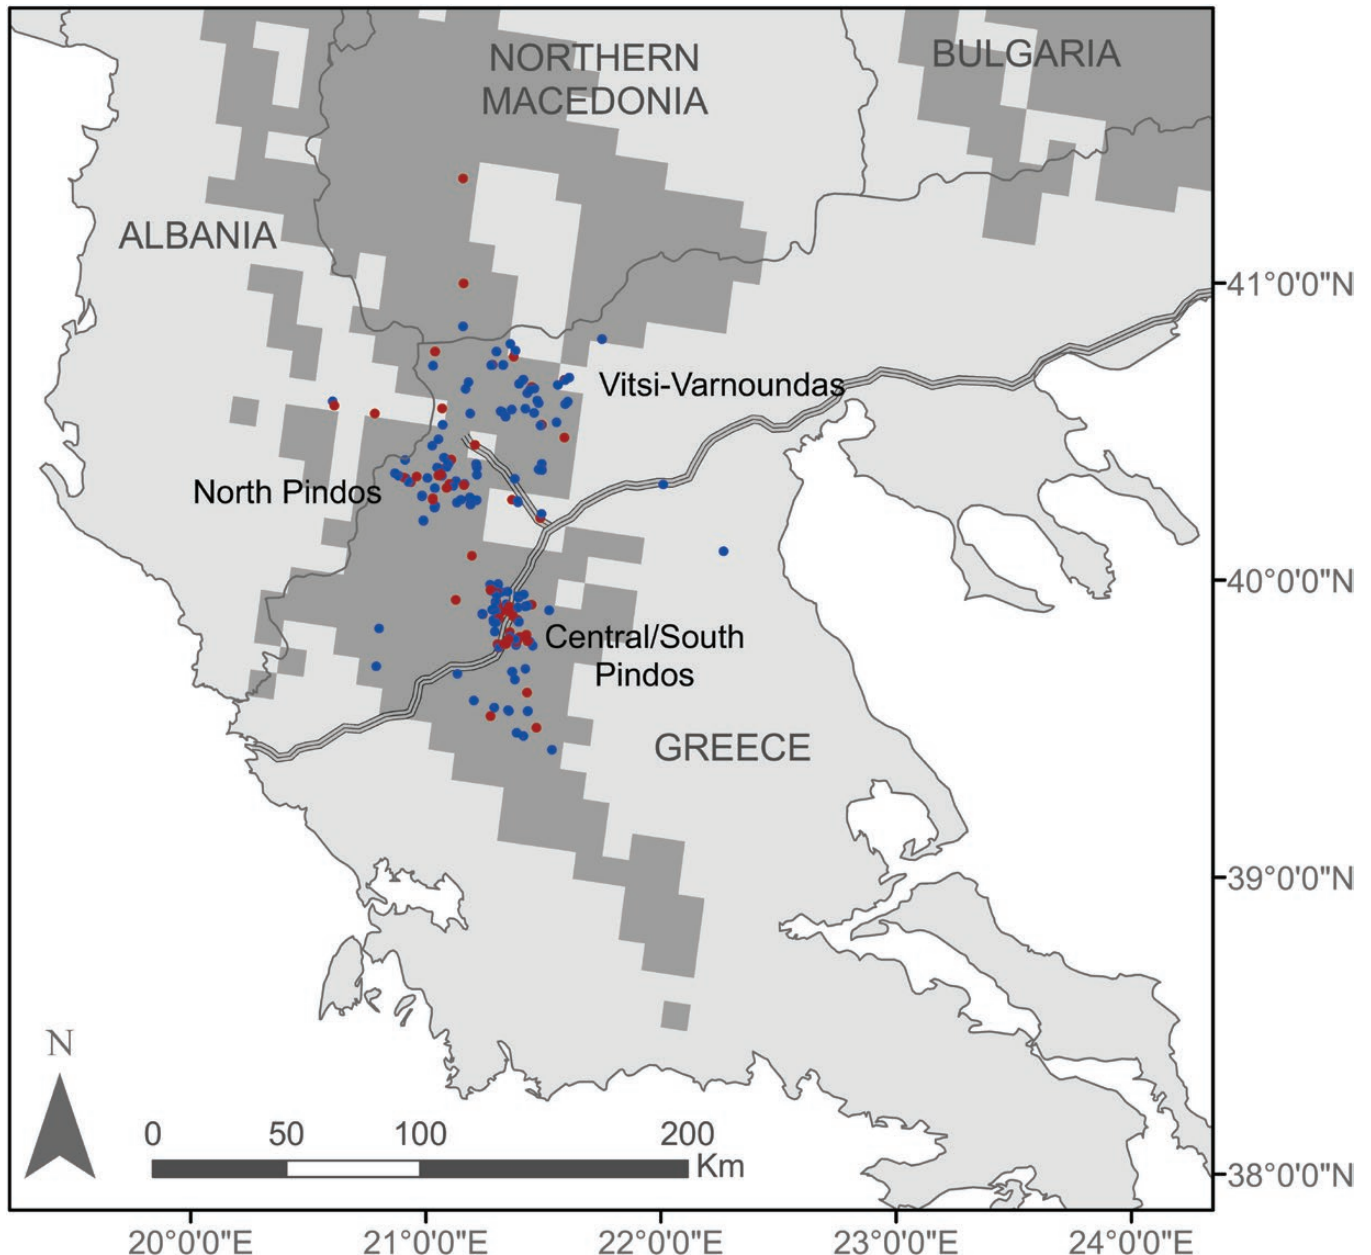 NORTHERN
MACEDONIA
BULGARIA
ALBANIA
41°0'0"N
Vitsi-Varnoundas
North Pindos
40°0'0"N
Central/South
Pindos
GREECE
39°0'0"N
N
0 50 100 200
Km
38°0'0"N
20°0'0"E 21°0'0"E 22°0'0"E 23°0'0"E 24°0'0"E